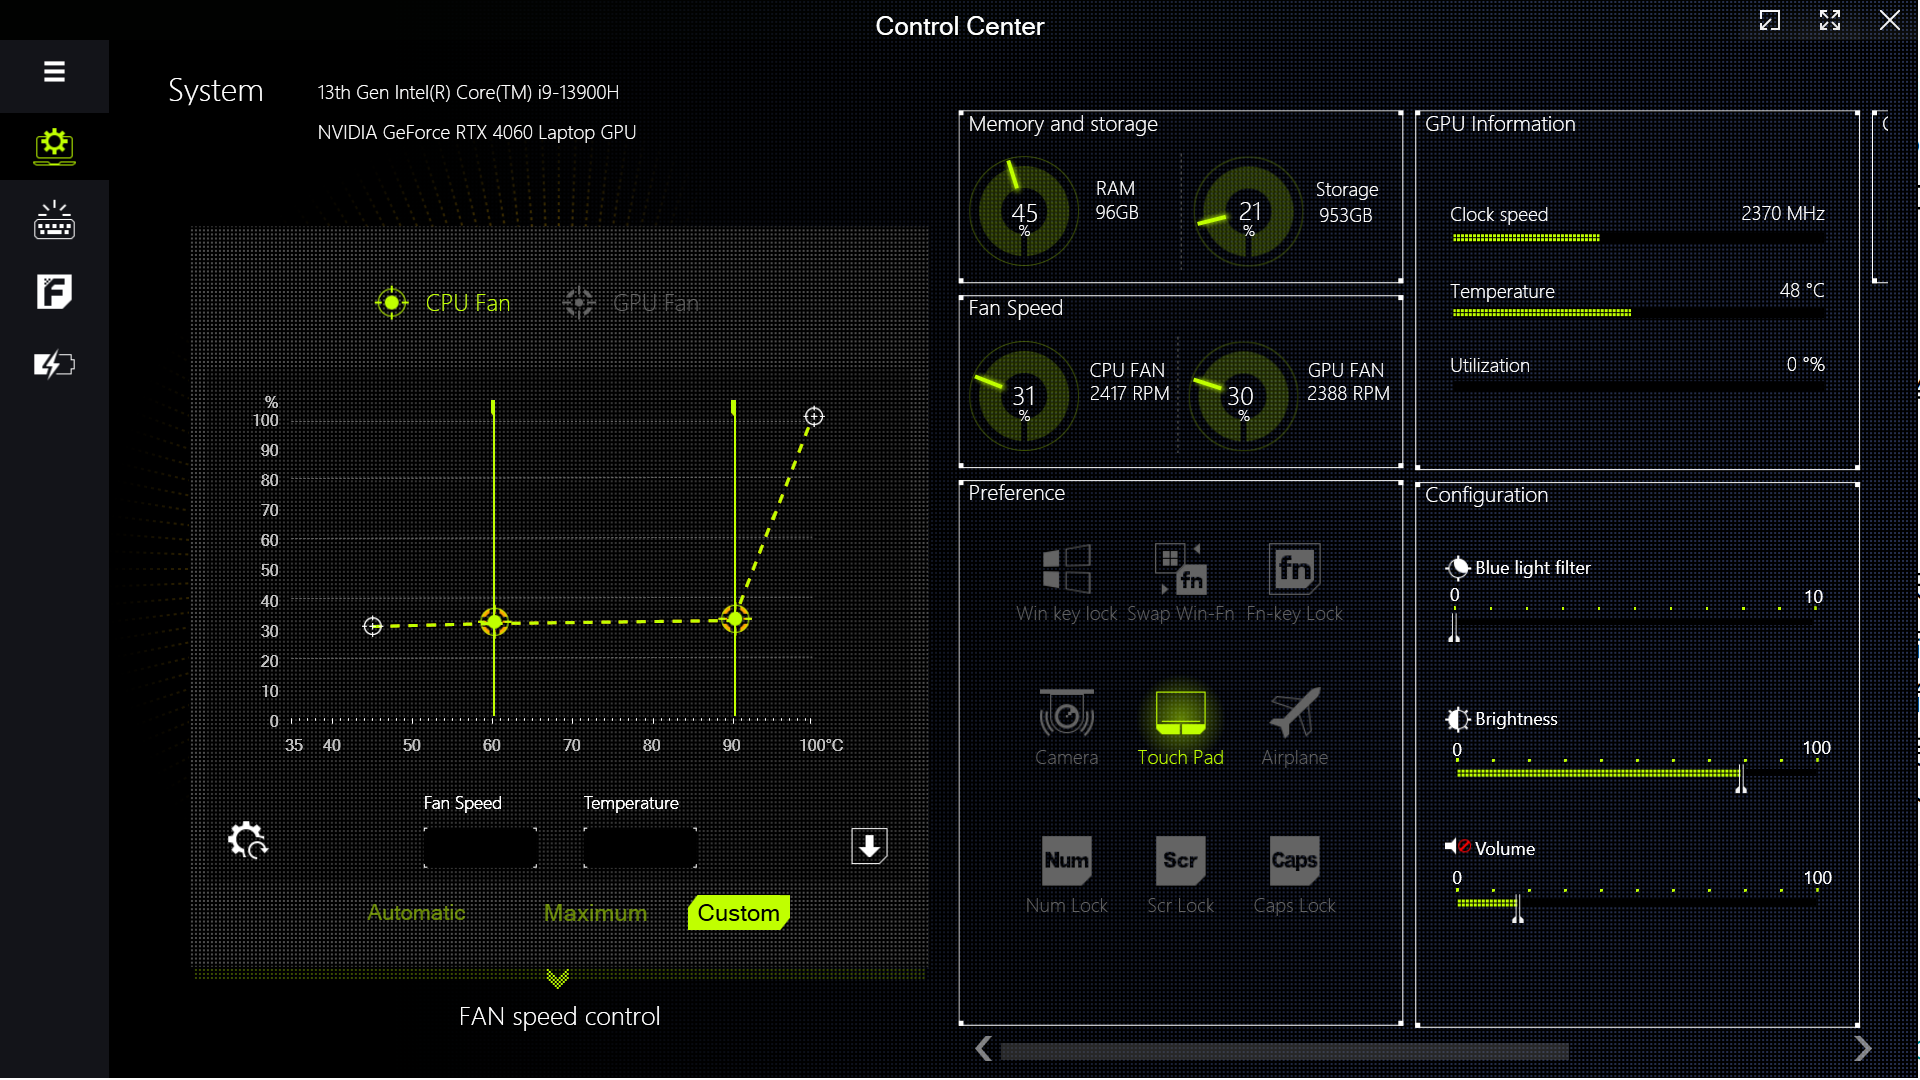 Control Center
System
13th Gen Intel(R) Core(TM) i9-13900H
NVIDIA GeForce RTX 4060 Laptop GPU
CPU Fan
GPU Fan
%
100
90
80
70
60
50
40
30
20
10
0
35 40 50 60 70 80 90 100°C
Fan Speed
Temperature
Automatic
Maximum
Custom
FAN speed control
Memory and storage
45
%
RAM
96GB
21
%
Storage
953GB
Fan Speed
31
%
CPU FAN
2417 RPM
30
%
GPU FAN
2388 RPM
Preference
fn
fn
Win key lock
Swap Win-Fn
Fn-key Lock
Camera
Touch Pad
Airplane
Num
Scr
Caps
Num Lock
Scr Lock
Caps Lock
GPU Information
Clock speed
2370 MHz
Temperature
48 °C
Utilization
0 °%
Configuration
Blue light filter
0
10
Brightness
0
100
Volume
0
100